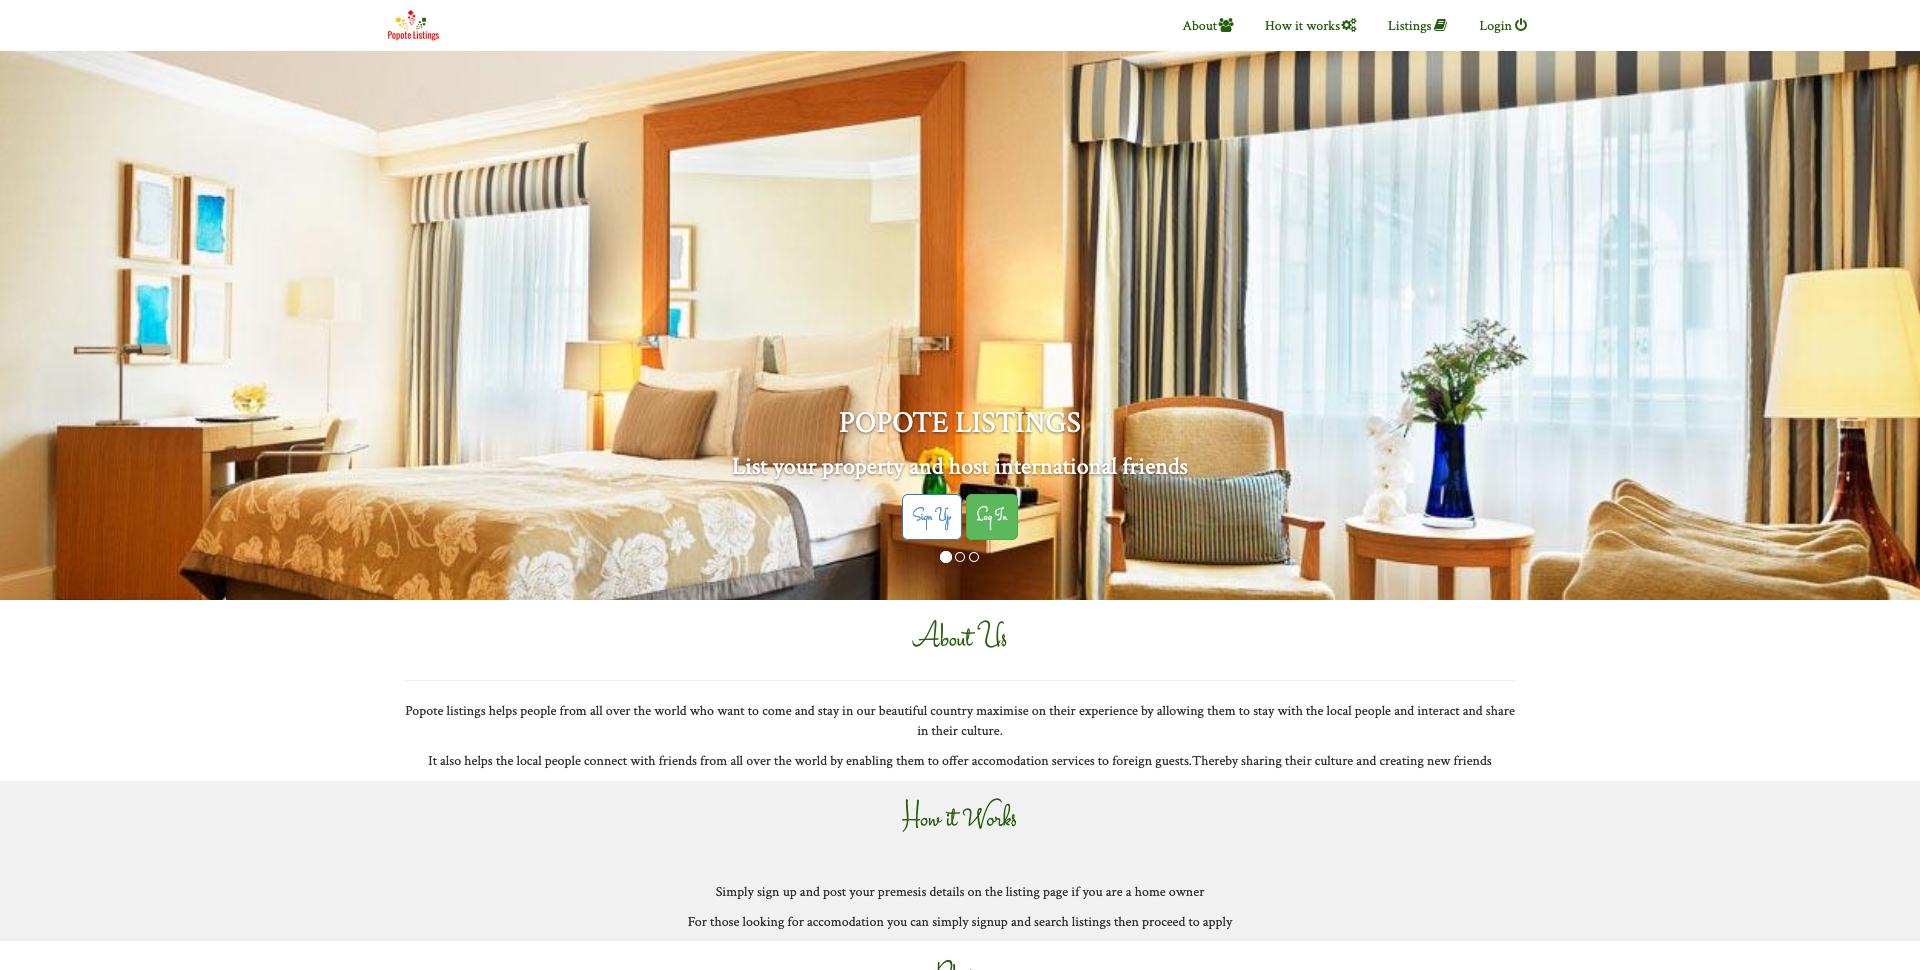 Popote Listings
About
How it works
Listings
Login
POPOTE LISTINGS
List your property and host international friends
Sign Up
Log In
About Us
Popote listings helps people from all over the world who want to come and stay in our beautiful country maximise on their experience by allowing them to stay with the local people and interact and share
in their culture.
It also helps the local people connect with friends from all over the world by enabling them to offer accomodation services to foreign guests.Thereby sharing their culture and creating new friends
How it Works
Simply sign up and post your premesis details on the listing page if you are a home owner
For those looking for accomodation you can simply signup and search listings then proceed to apply